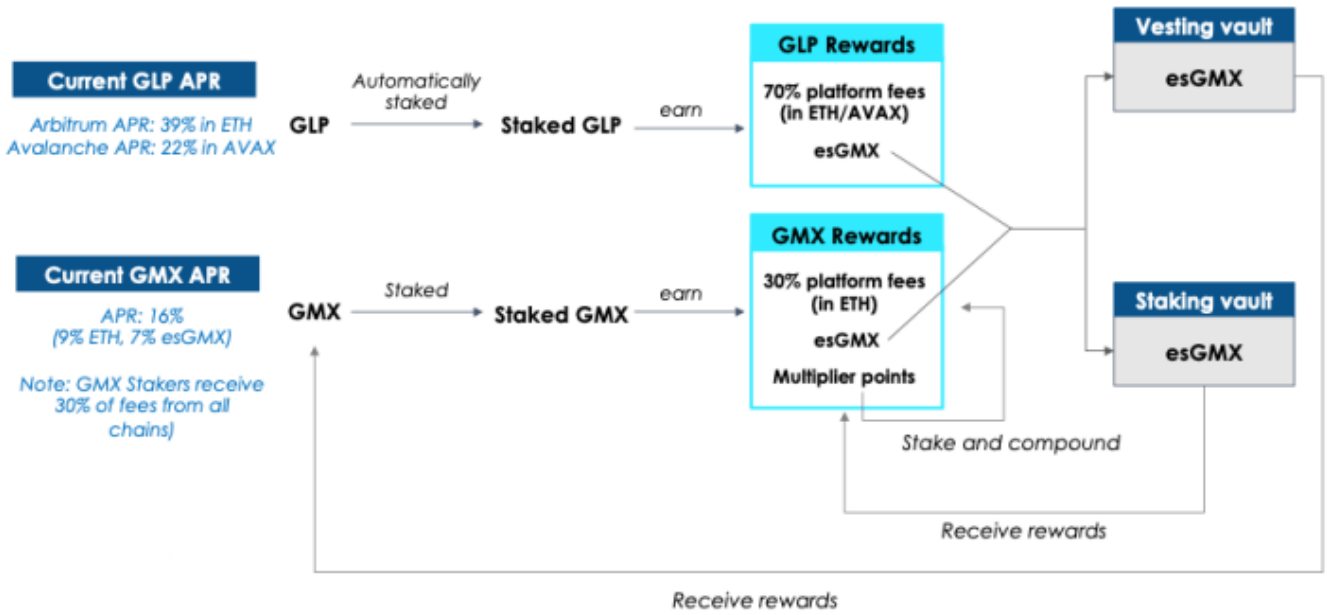 Current GLP APR
Arbitrum APR: 39% in ETH
Avalanche APR: 22% in AVAX
GLP
Automatically
staked
Staked GLP
earn
GLP Rewards
70% platform fees
(in ETH/AVAX)
esGMX
Vesting vault
esGMX
Current GMX APR
APR: 16%
(9% ETH, 7% esGMX)
Note: GMX Stakers receive
30% of fees from all
chains)
GMX
Staked
Staked GMX
earn
GMX Rewards
30% platform fees
(in ETH)
esGMX
Multiplier points
Staking vault
esGMX
Stake and compound
Receive rewards
Receive rewards